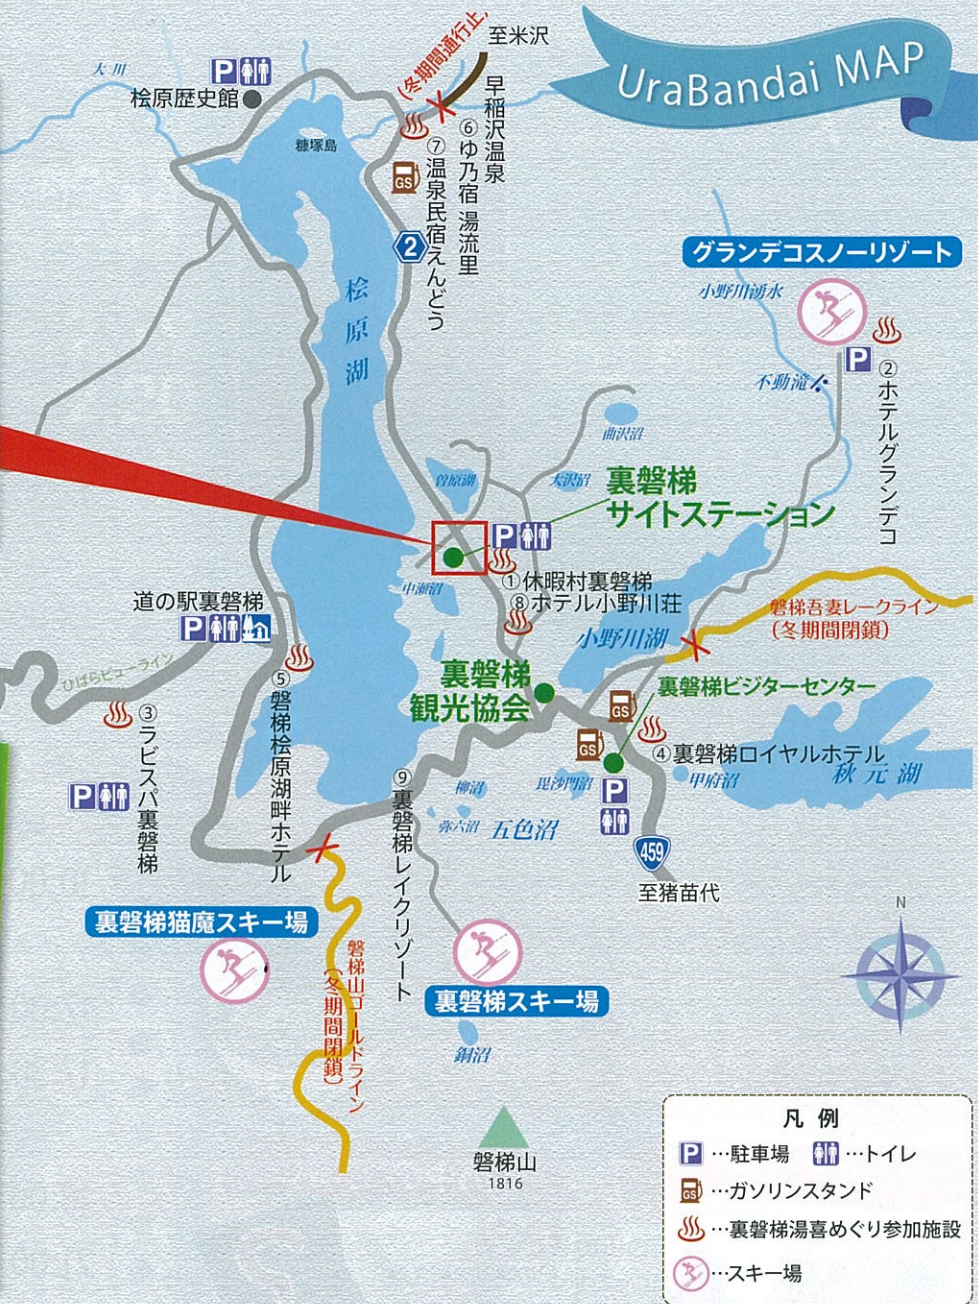 UraBandai MAP
(冬期間通行止)
至米沢
大川
P
桧原歴史館
糠塚島
早稲沢温泉
⑥ゆ乃宿 湯流里
⑦温泉民宿えんどう
GS
2
桧原湖
グランデコスノーリゾート
小野川湧水
P
不動滝
②ホテルグランデコ
曲沢沼
曽原湖
大沢沼
裏磐梯
サイトステーション
P
①休暇村裏磐梯
⑧ホテル小野川荘
中瀬沼
道の駅裏磐梯
P
小野川湖
磐梯吾妻レークライン
(冬期間閉鎖)
ひばらビューライン
裏磐梯
観光協会
裏磐梯ビジターセンター
GS
GS
③ラビスパ裏磐梯
P
⑤磐梯桧原湖畔ホテル
④裏磐梯ロイヤルホテル
甲府沼
秋元湖
⑨裏磐梯レイクリゾート
柳沼
毘沙門沼
P
弥六沼
五色沼
459
至猪苗代
裏磐梯猫魔スキー場
磐梯山ゴールドライン
(冬期間閉鎖)
裏磐梯スキー場
銅沼
N
磐梯山
1816
凡例
P…駐車場
…トイレ
GS…ガソリンスタンド
…裏磐梯湯喜めぐり参加施設
…スキー場